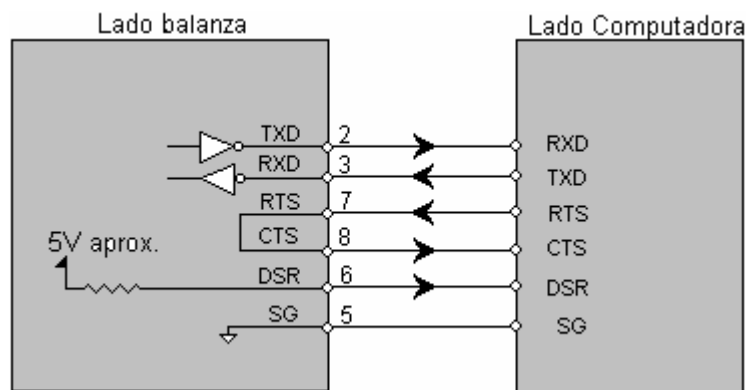 Lado balanza Lado Computadora
TXD 2 RXD
RXD 3 TXD
RTS 7 RTS
CTS 8 CTS
5V aprox.
DSR 6 DSR
SG 5 SG